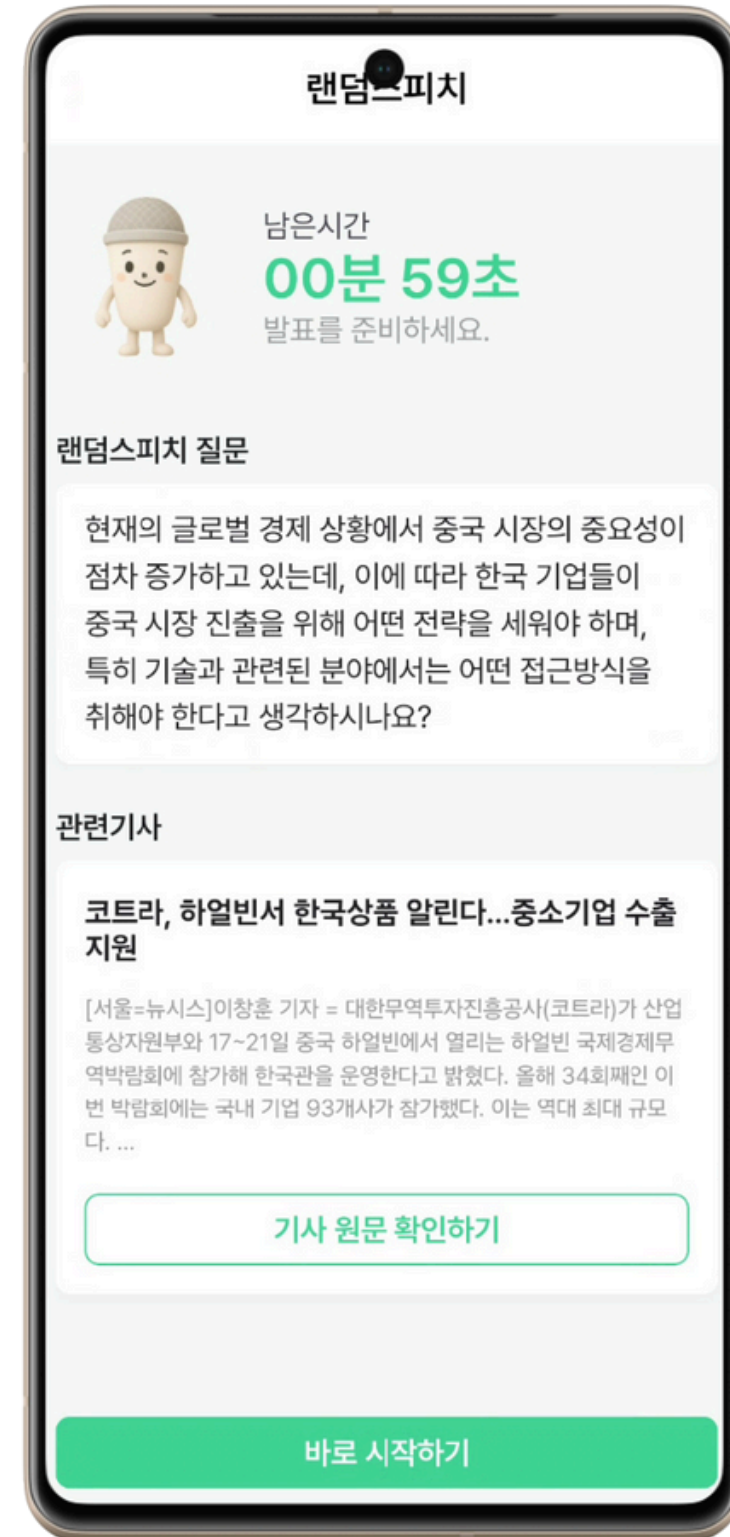 랜덤스피치
남은시간
00분 59초
발표를 준비하세요.
랜덤스피치 질문
현재의 글로벌 경제 상황에서 중국 시장의 중요성이
점차 증가하고 있는데, 이에 따라 한국 기업들이
중국 시장 진출을 위해 어떤 전략을 세워야 하며,
특히 기술과 관련된 분야에서는 어떤 접근방식을
취해야 한다고 생각하시나요?
관련기사
코트라, 하얼빈서 한국상품 알린다...중소기업 수출
지원
[서울=뉴시스]이창훈 기자 = 대한무역투자진흥공사(코트라)가 산업
통상자원부와 17~21일 중국 하얼빈에서 열리는 하얼빈 국제경제무
역박람회에 참가해 한국관을 운영한다고 밝혔다. 올해 34회째인 이
번 박람회에는 국내 기업 93개사가 참가했다. 이는 역대 최대 규모
다. ...
기사 원문 확인하기
바로 시작하기